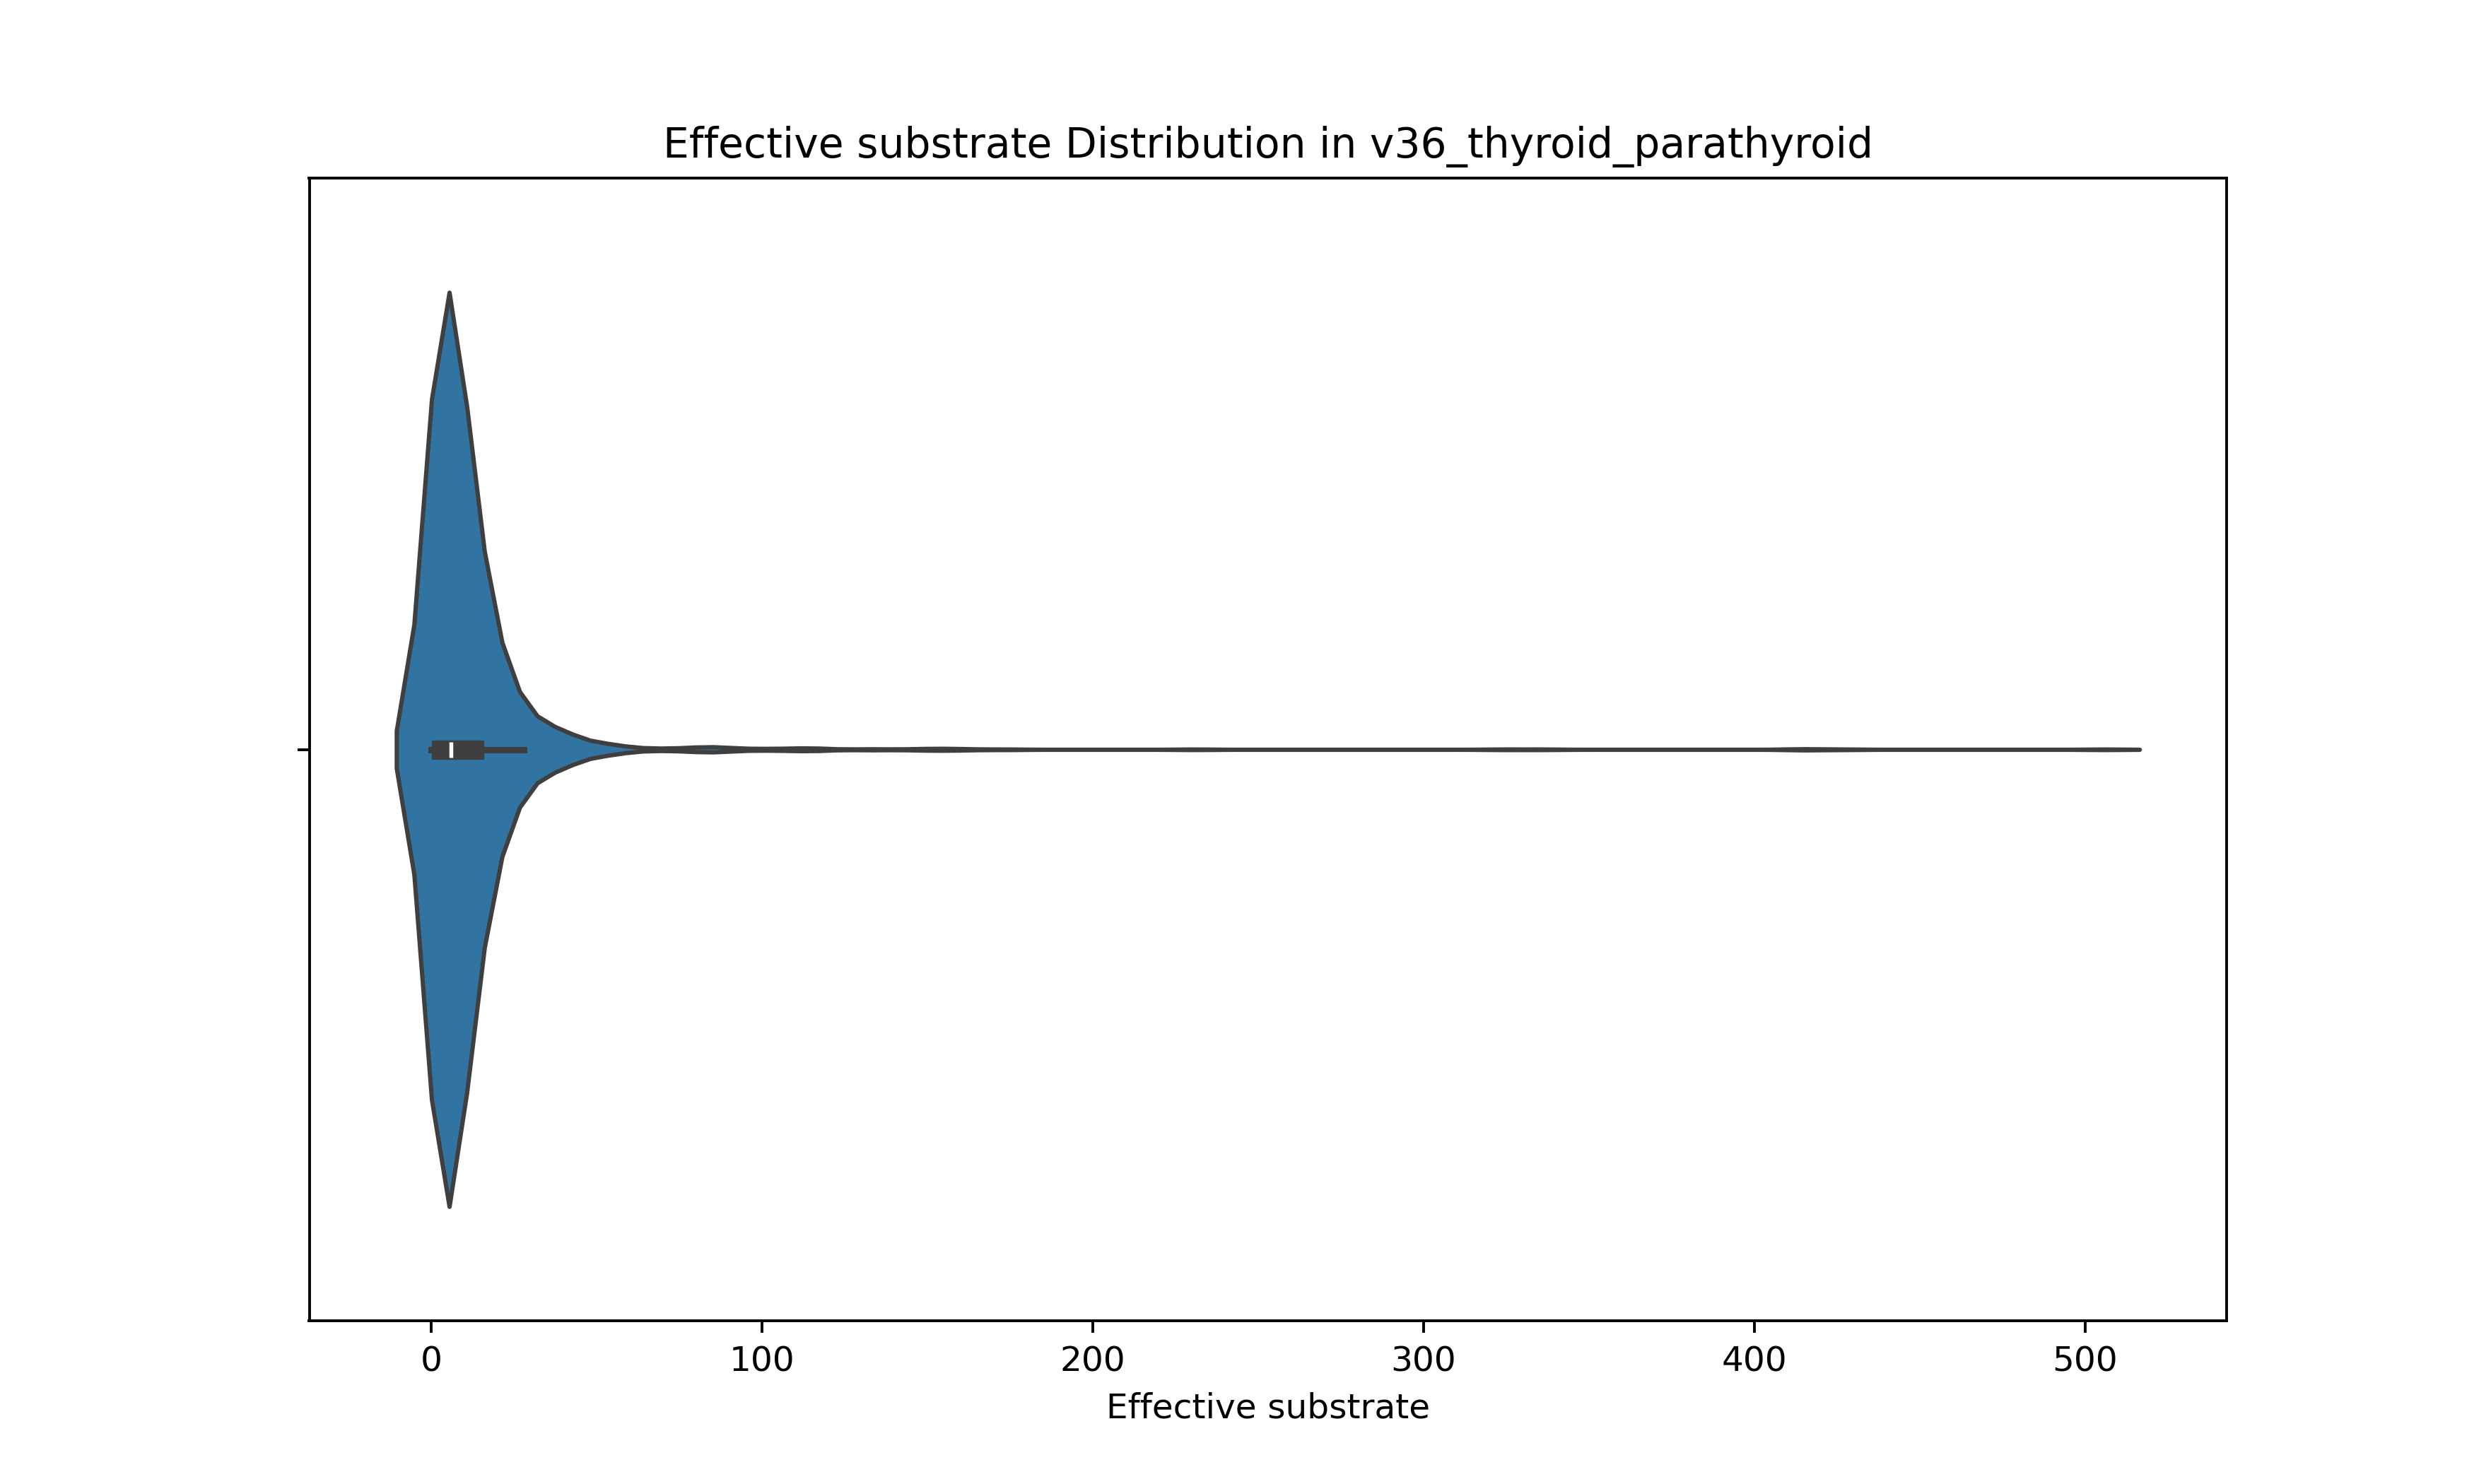 Effective substrate Distribution in v36_thyroid_parathyroid
0 100 200 300 400 500
Effective substrate